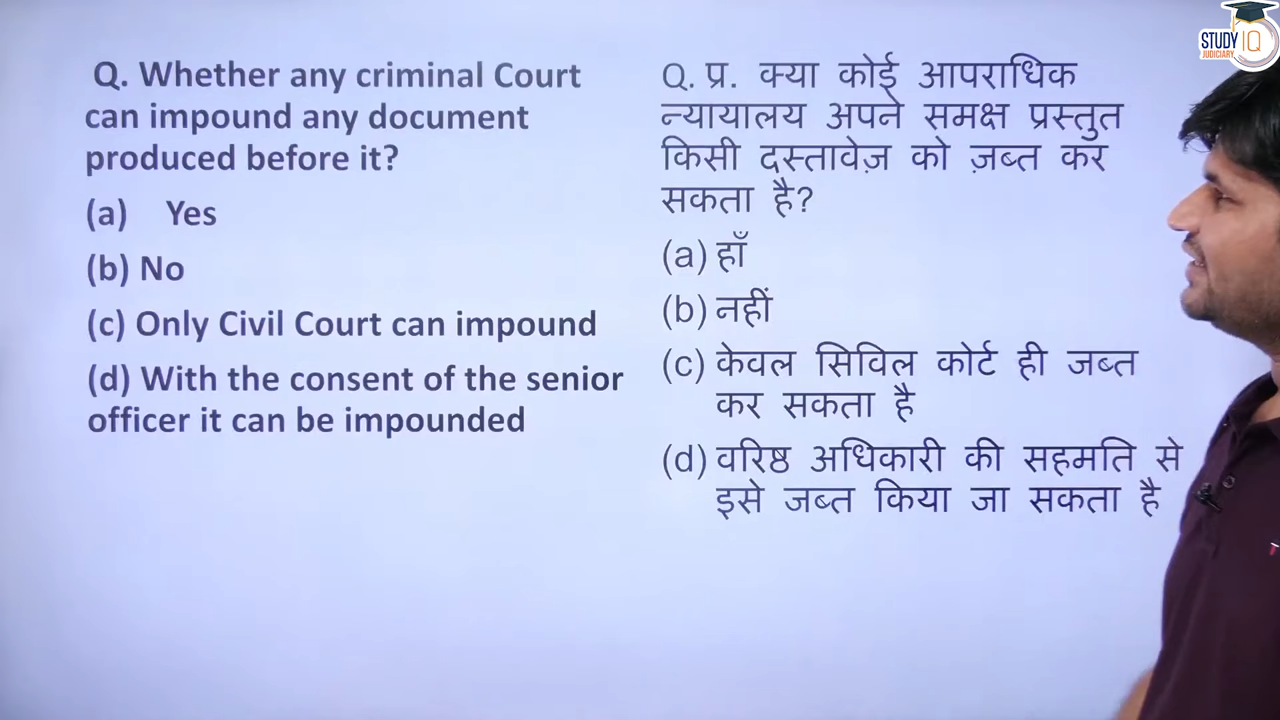 Q. Whether any criminal Court
can impound any document
produced before it?
(a) Yes
(b) No
(c) Only Civil Court can impound
(d) With the consent of the senior
officer it can be impounded
Q. प्र. क्या कोई आपराधिक
न्यायालय अपने समक्ष प्रस्तुत
किसी दस्तावेज़ को ज़ब्त कर
सकता है?
(a) हाँ
(b) नहीं
(c) केवल सिविल कोर्ट ही जब्त
कर सकता है
(d) वरिष्ठ अधिकारी की सहमति से
इसे जब्त किया जा सकता है
STUDY IQ
JUDICIARY